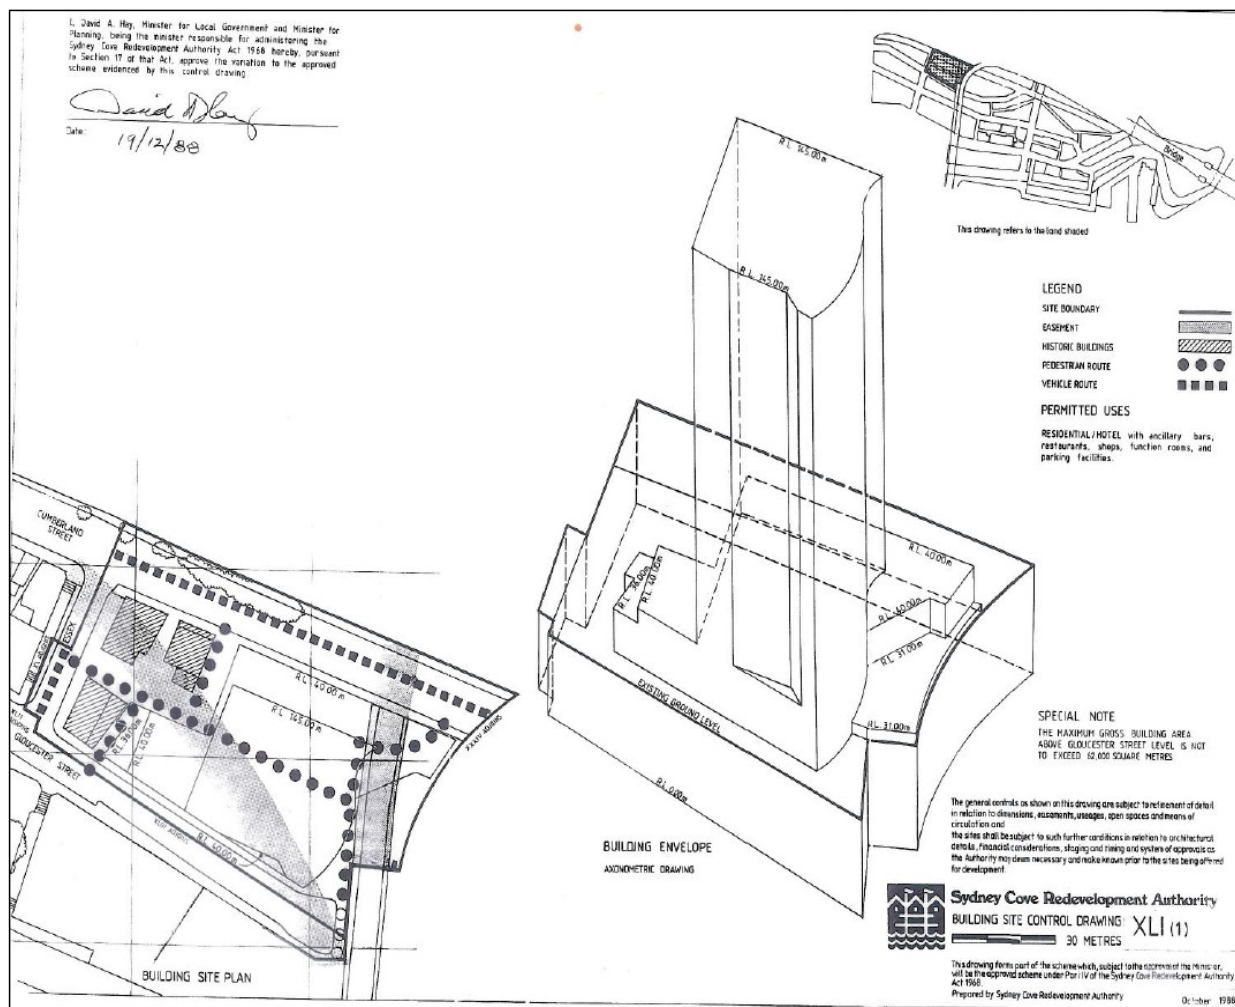 I, David A. Hay, Minister for Local Government and Minister for
Planning, being the minister responsible for administering the
Sydney Cove Redevelopment Authority Act 1968 hereby, pursuant
to Section 17 of that Act, approve the variation to the approved
scheme evidenced by this control drawing.
David A Hay
Date: 19/12/88
Bridge
This drawing refers to the land shaded
LEGEND
SITE BOUNDARY
EASEMENT
HISTORIC BUILDINGS
PEDESTRIAN ROUTE
VEHICLE ROUTE
PERMITTED USES
RESIDENTIAL/HOTEL with ancillary bars,
restaurants, shops, function rooms, and
parking facilities.
R.L. 145.00m
R.L. 145.00m
R.L. 40.00m
R.L. 36.00m
R.L. 40.00m
R.L. 40.00m
R.L. 31.00m
R.L. 31.00m
EXISTING GROUND LEVEL
R.L. 0.00m
BUILDING ENVELOPE
AXONOMETRIC DRAWING
CUMBERLAND
STREET
ESSEX
GLOUCESTER STREET
R.L. 40.00m
R.L. 145.00m
R.L. 40.00m
R.L. 40.00m
BUILDING SITE PLAN
SPECIAL NOTE
THE MAXIMUM GROSS BUILDING AREA
ABOVE GLOUCESTER STREET LEVEL IS NOT
TO EXCEED 62,000 SQUARE METRES
The general controls as shown on this drawing are subject to refinement of detail
in relation to dimensions, easements, useages, open spaces and means of
circulation and
the sites shall be subject to such further conditions in relation to architectural
details, financial considerations, staging and timing and system of approvals as
the Authority may deem necessary and make known prior to the sites being offered
for development.
Sydney Cove Redevelopment Authority
BUILDING SITE CONTROL DRAWING: XLI (1)
30 METRES
This drawing forms part of the scheme which, subject to the approval of the Minister,
will be the approved scheme under Part IV of the Sydney Cove Redevelopment Authority
Act 1968.
Prepared by Sydney Cove Redevelopment Authority
October 1988